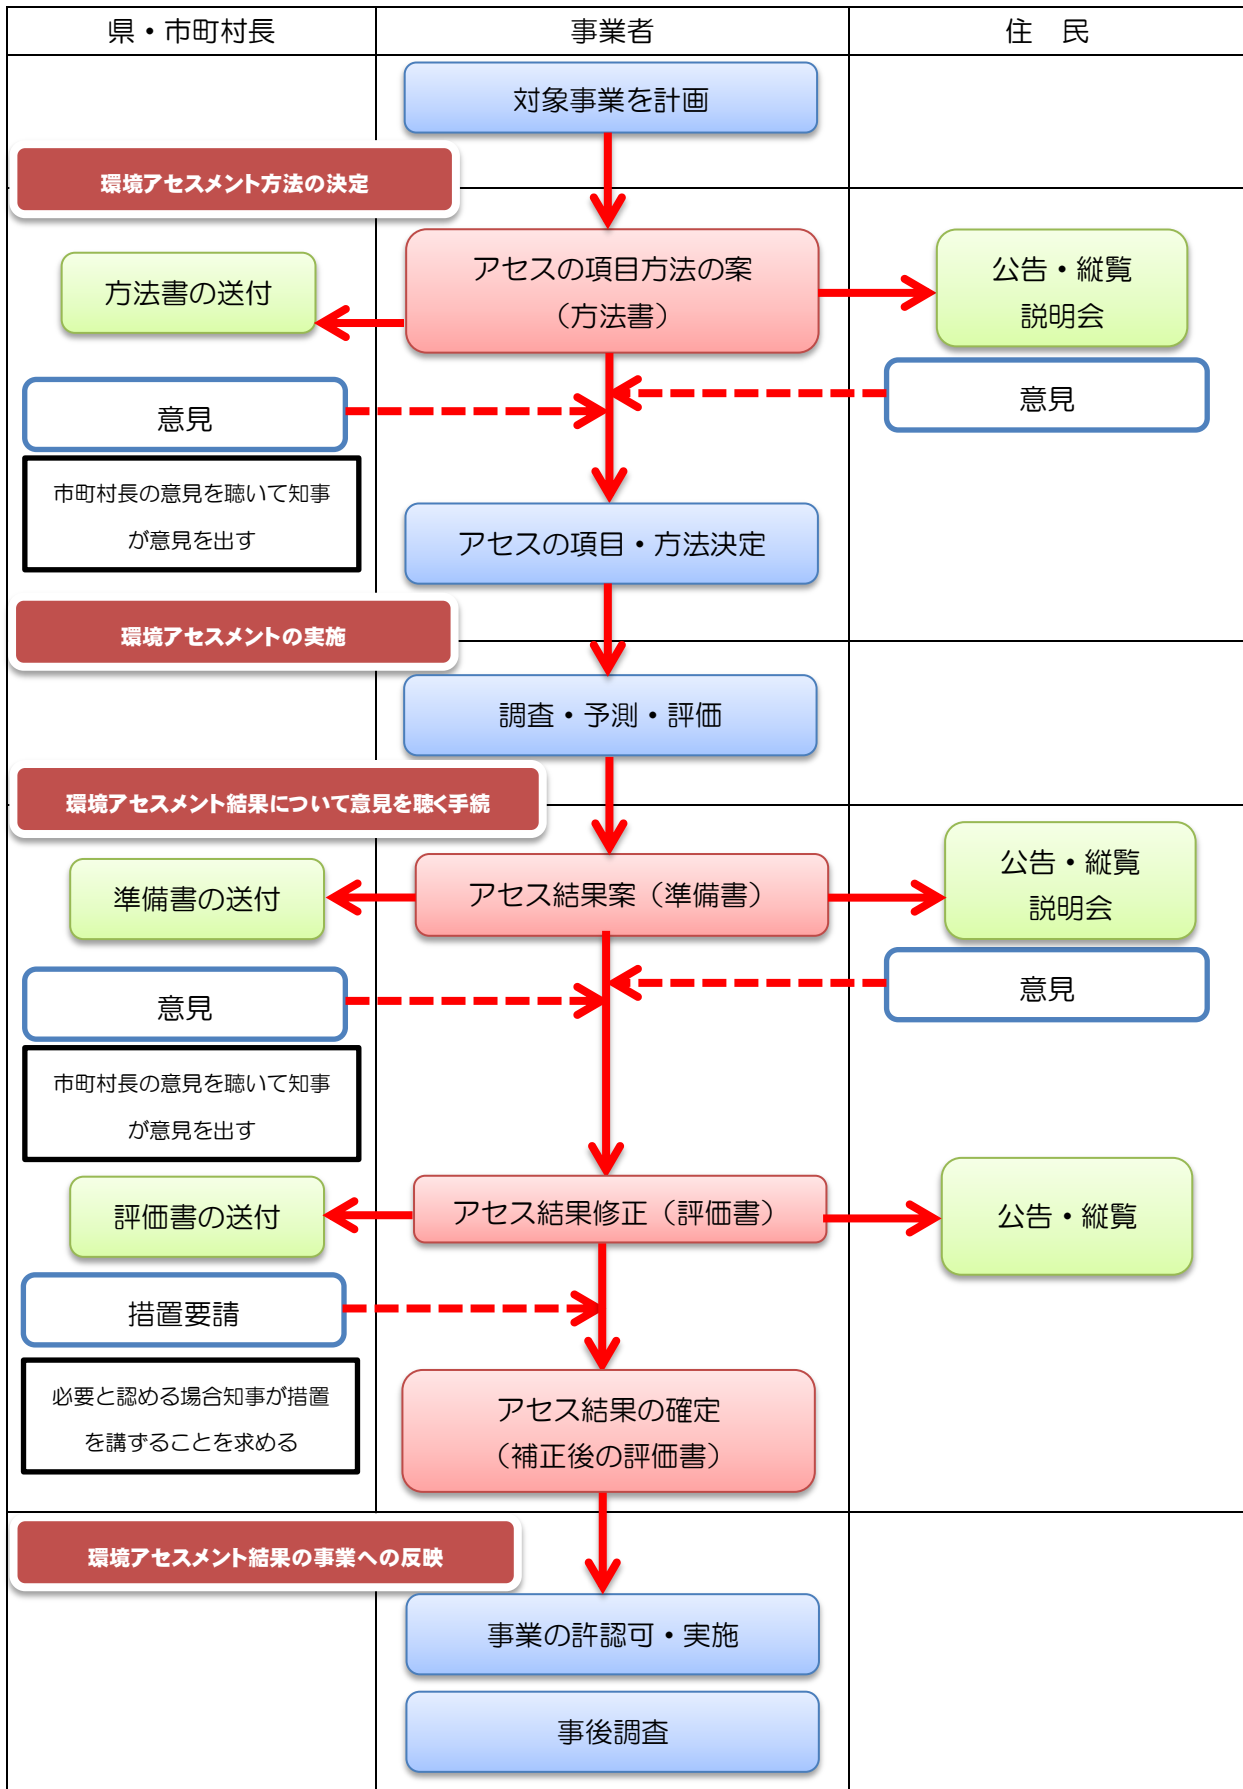 県・市町村長
事業者
住　民
対象事業を計画
環境アセスメント方法の決定
アセスの項目方法の案
（方法書）
方法書の送付
公告・縦覧
説明会
意見
意見
市町村長の意見を聴いて知事
が意見を出す
アセスの項目・方法決定
環境アセスメントの実施
調査・予測・評価
環境アセスメント結果について意見を聴く手続
アセス結果案（準備書）
準備書の送付
公告・縦覧
説明会
意見
意見
市町村長の意見を聴いて知事
が意見を出す
アセス結果修正（評価書）
評価書の送付
公告・縦覧
措置要請
必要と認める場合知事が措置
を講ずることを求める
アセス結果の確定
（補正後の評価書）
環境アセスメント結果の事業への反映
事業の許認可・実施
事後調査